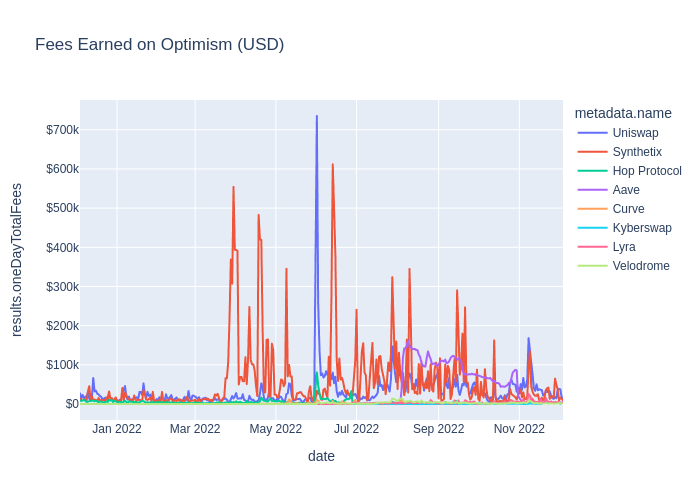 Fees Earned on Optimism (USD)
metadata.name
Uniswap
Synthetix
Hop Protocol
Aave
Curve
Kyberswap
Lyra
Velodrome
results.oneDayTotalFees
$700k
$600k
$500k
$400k
$300k
$200k
$100k
$0
Jan 2022 Mar 2022 May 2022 Jul 2022 Sep 2022 Nov 2022
date